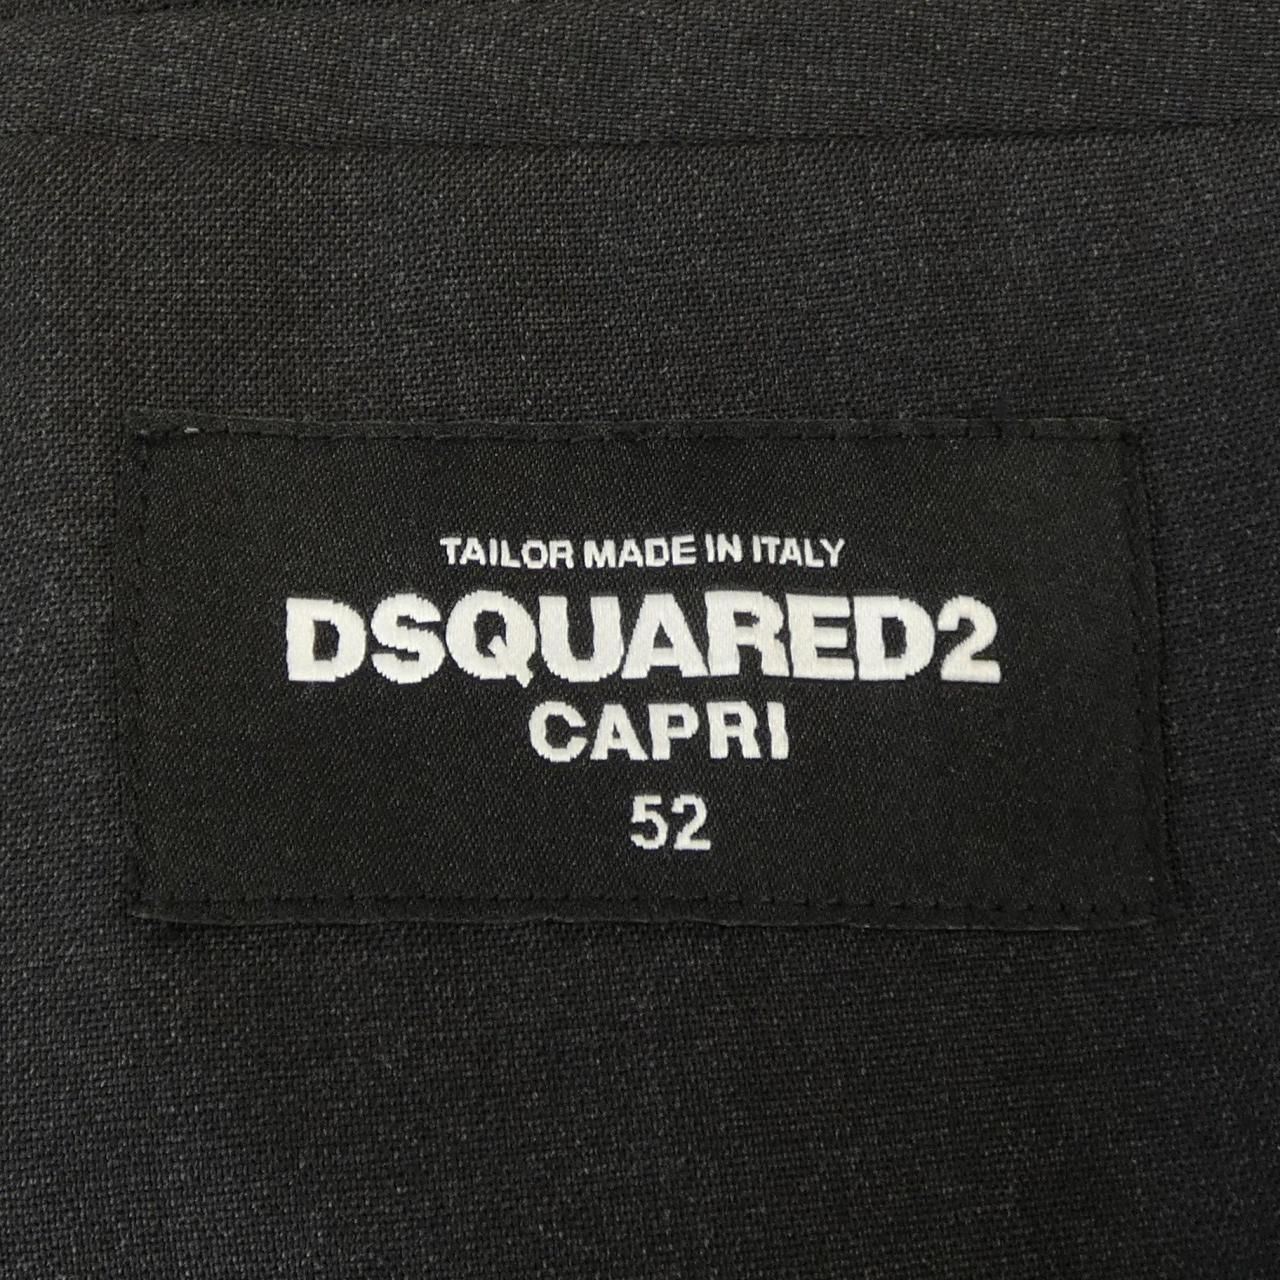 TAILOR MADE IN ITALY
DSQUARED2
CAPRI
52